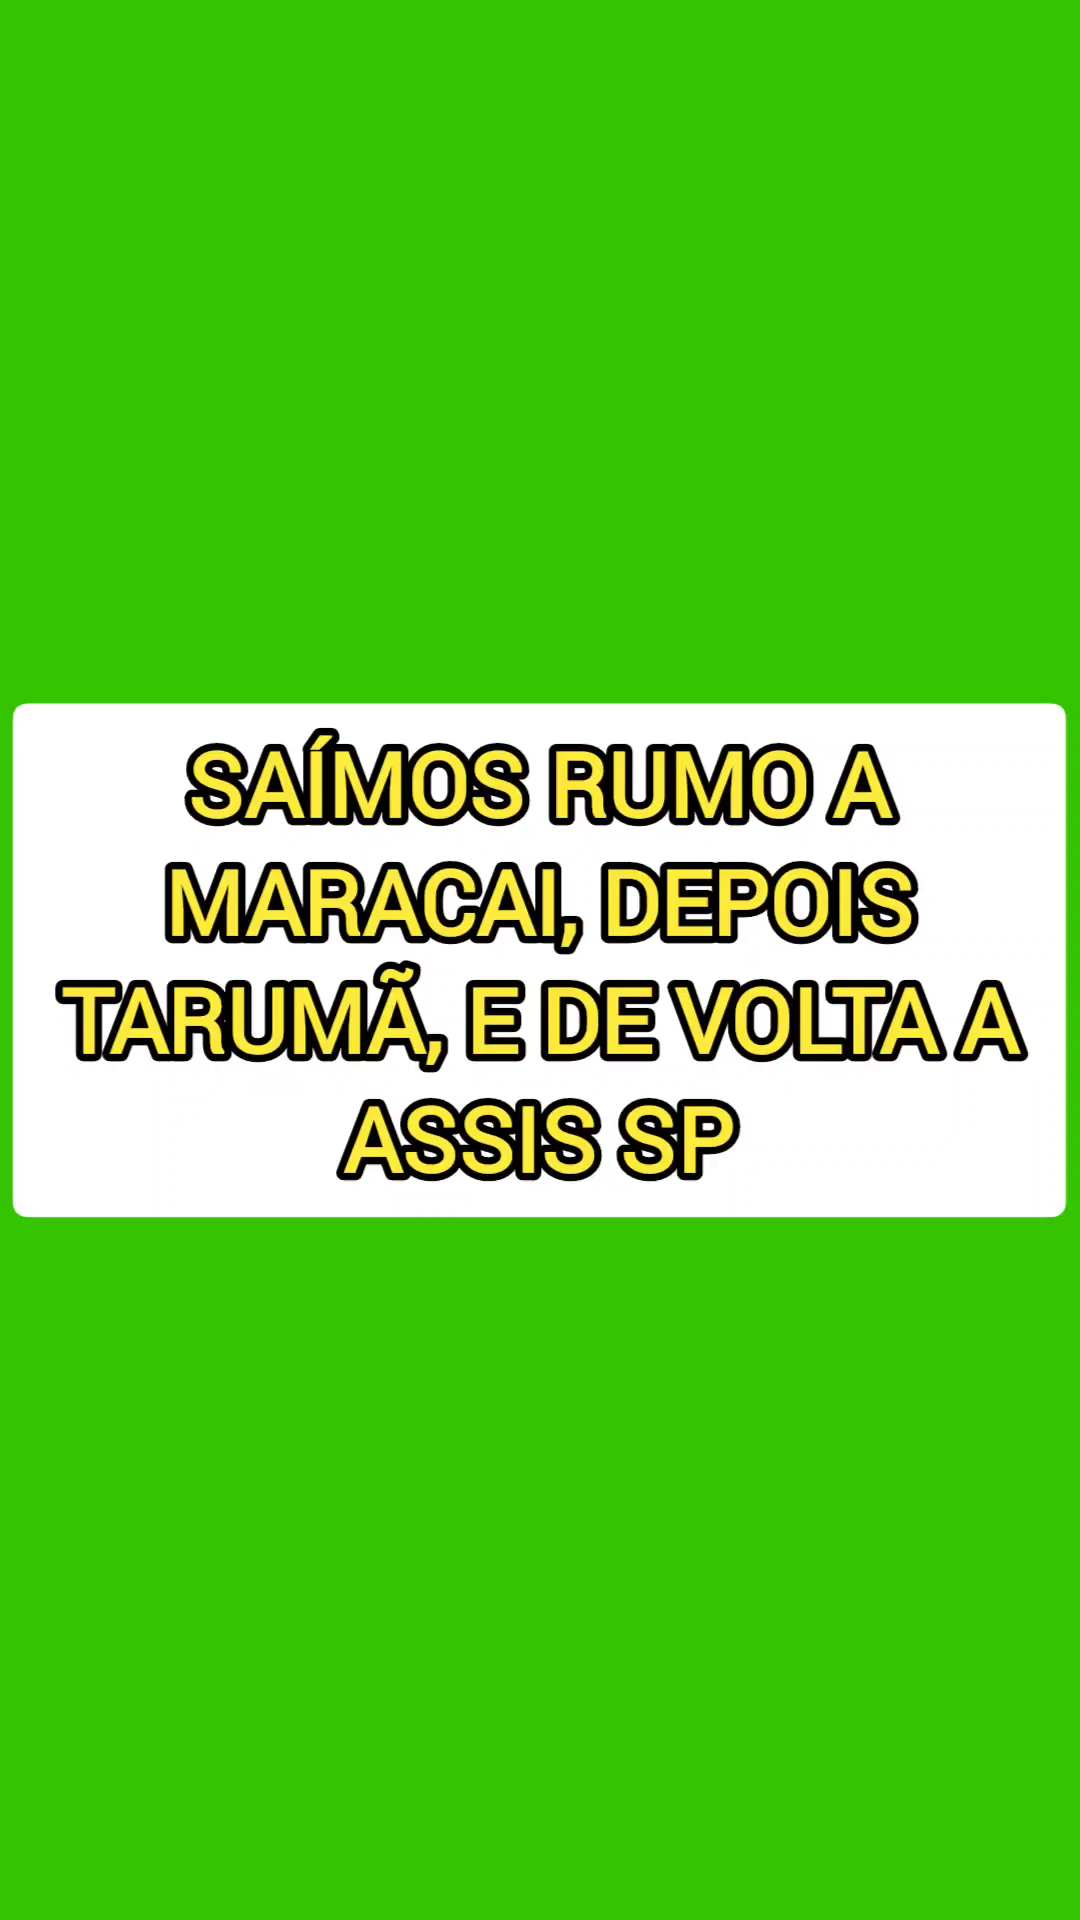 SAÍMOS RUMO A
MARACAI, DEPOIS
TARUMÃ, E DE VOLTA A
ASSIS SP